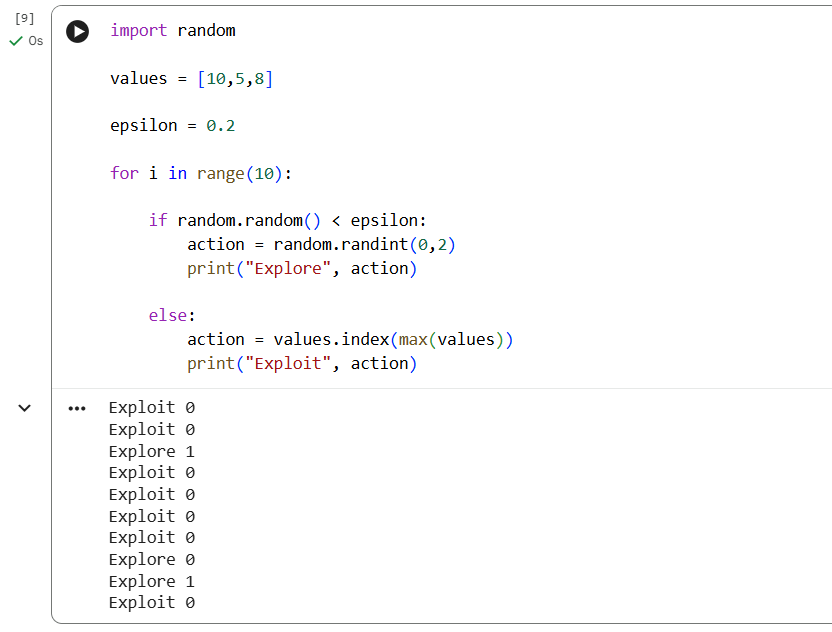 [9]
0s
import random
values = [10,5,8]
epsilon = 0.2
for i in range(10):
if random.random() < epsilon:
action = random.randint(0,2)
print("Explore", action)
else:
action = values.index(max(values))
print("Exploit", action)
Exploit 0
Exploit 0
Explore 1
Exploit 0
Exploit 0
Exploit 0
Exploit 0
Explore 0
Explore 1
Exploit 0